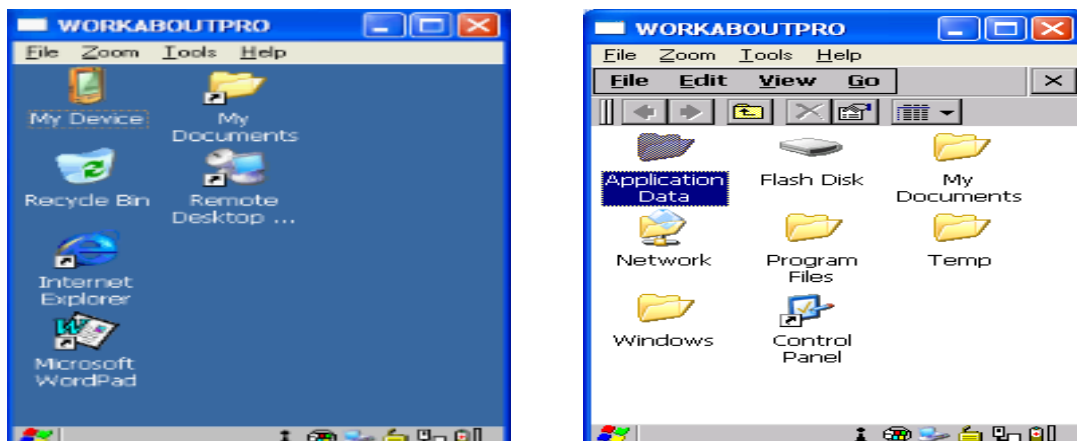 WORKABOUTPRO
File Zoom Tools Help
My Device
My
Documents
Recycle Bin
Remote
Desktop ...
Internet
Explorer
Microsoft
WordPad
WORKABOUTPRO
File Zoom Tools Help
File Edit View Go
Application
Data
Flash Disk
My
Documents
Network
Program
Files
Temp
Windows
Control
Panel